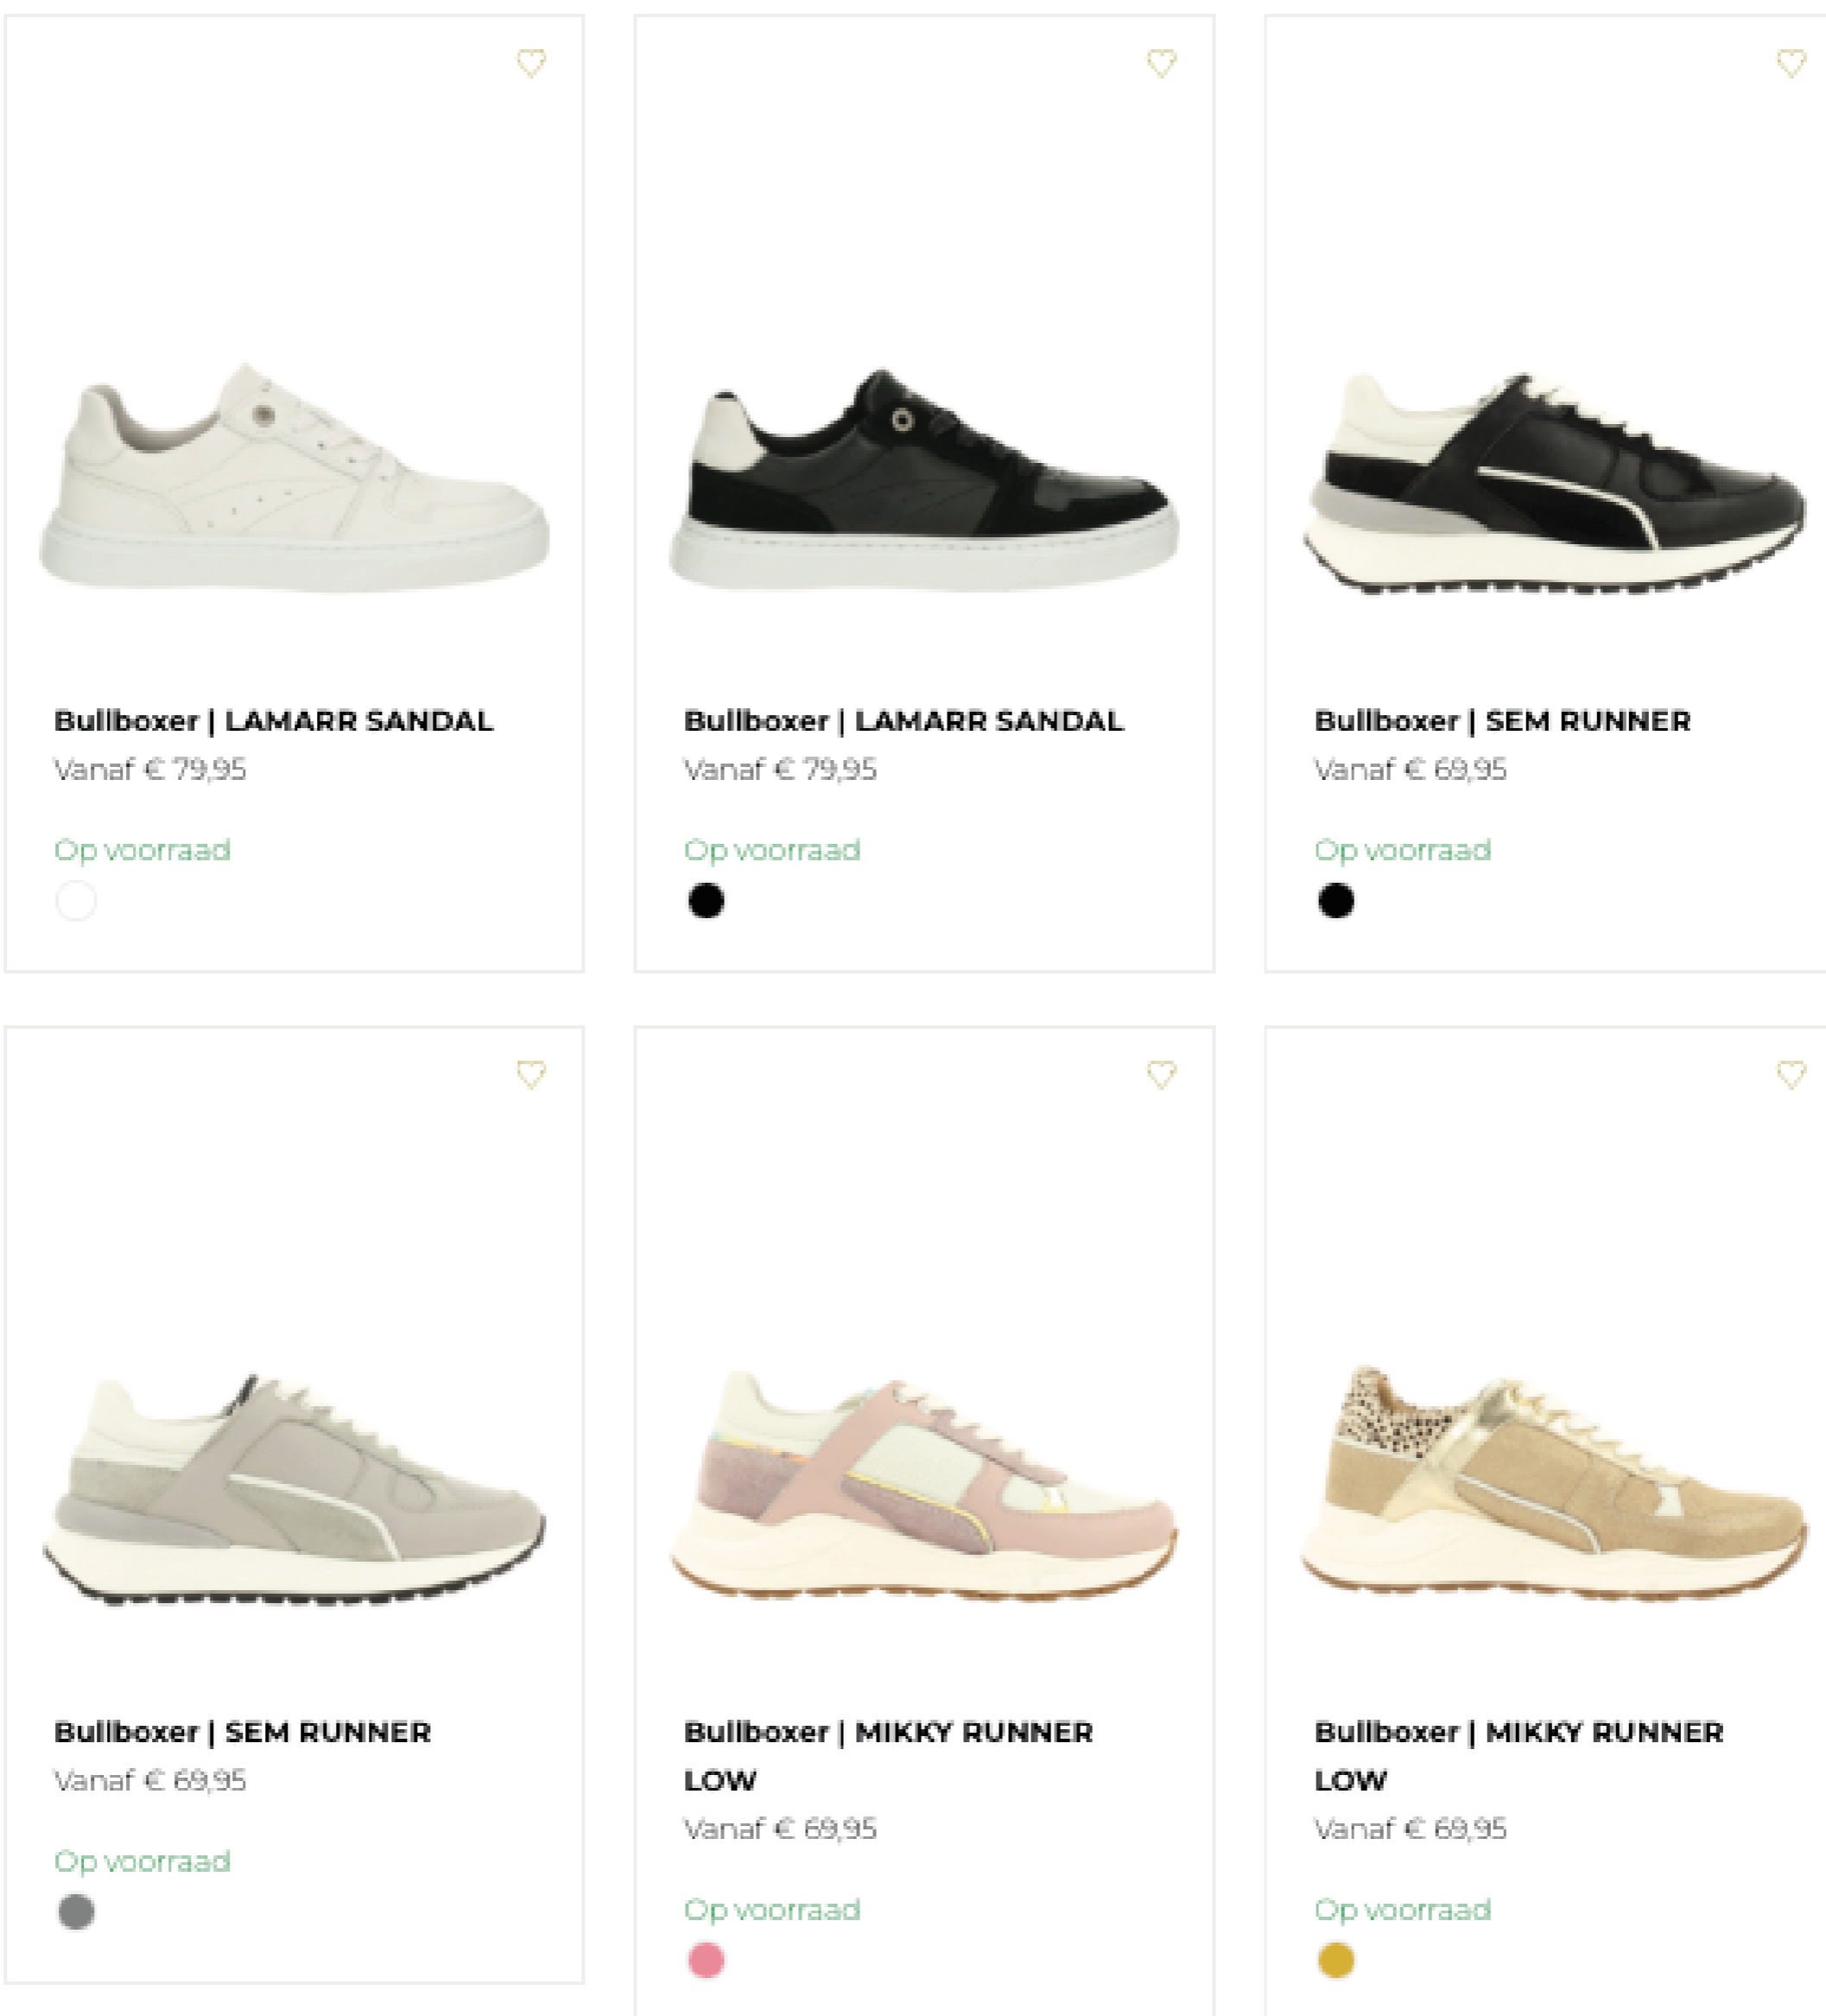 Bullboxer | LAMARR SANDAL
Vanaf € 79,95
Op voorraad
Bullboxer | LAMARR SANDAL
Vanaf € 79,95
Op voorraad
Bullboxer | SEM RUNNER
Vanaf € 69,95
Op voorraad
Bullboxer | SEM RUNNER
Vanaf € 69,95
Op voorraad
Bullboxer | MIKKY RUNNER
LOW
Vanaf € 69,95
Op voorraad
Bullboxer | MIKKY RUNNER
LOW
Vanaf € 69,95
Op voorraad